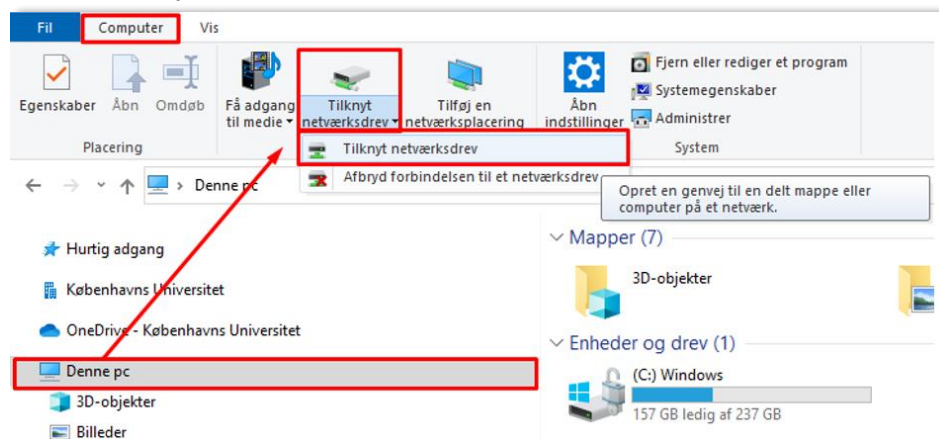 Fil Computer Vis
Egenskaber Åbn Omdøb
Få adgang
til medie
Tilknyt
netværksdrev
Tilføj en
netværksplacering
Åbn
indstillinger
Fjern eller rediger et program
Systemegenskaber
Administrer
Placering
System
Tilknyt netværksdrev
Afbryd forbindelsen til et netværksdrev
Opret en genvej til en delt mappe eller
computer på et netværk.
Denne pc
Hurtig adgang
Københavns Universitet
OneDrive - Københavns Universitet
Denne pc
3D-objekter
Billeder
Mapper (7)
3D-objekter
Enheder og drev (1)
(C:) Windows
157 GB ledig af 237 GB